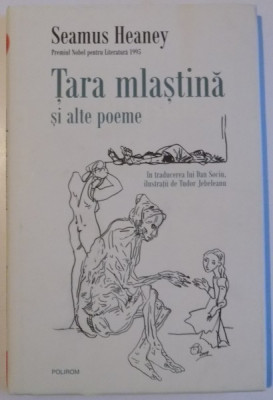 Seamus Heaney
Premiul Nobel pentru Literatură 1995
Țara mlaștină
și alte poeme
în traducerea lui Dan Sociu,
ilustrații de Tudor Jebeleanu
POLIROM